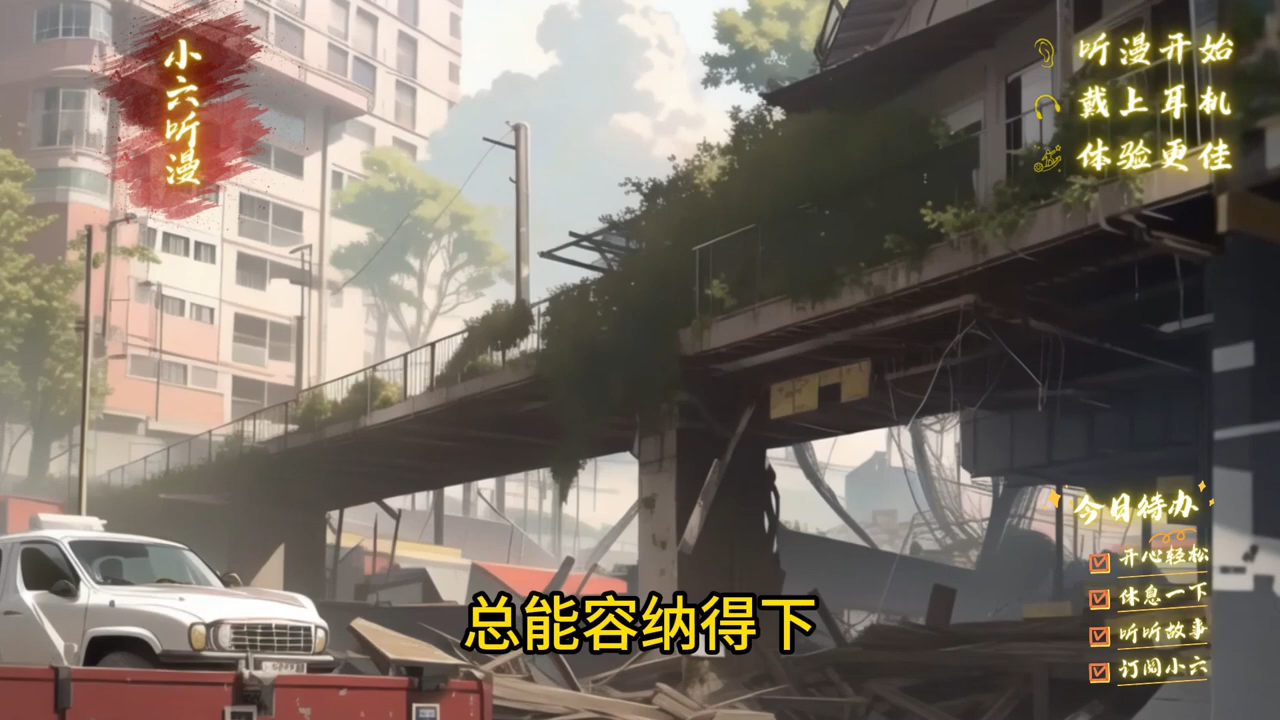 小六听漫
听漫开始
戴上耳机
体验更佳
今日待办
开心轻松
休息一下
听听故事
订阅小六
总能容纳得下